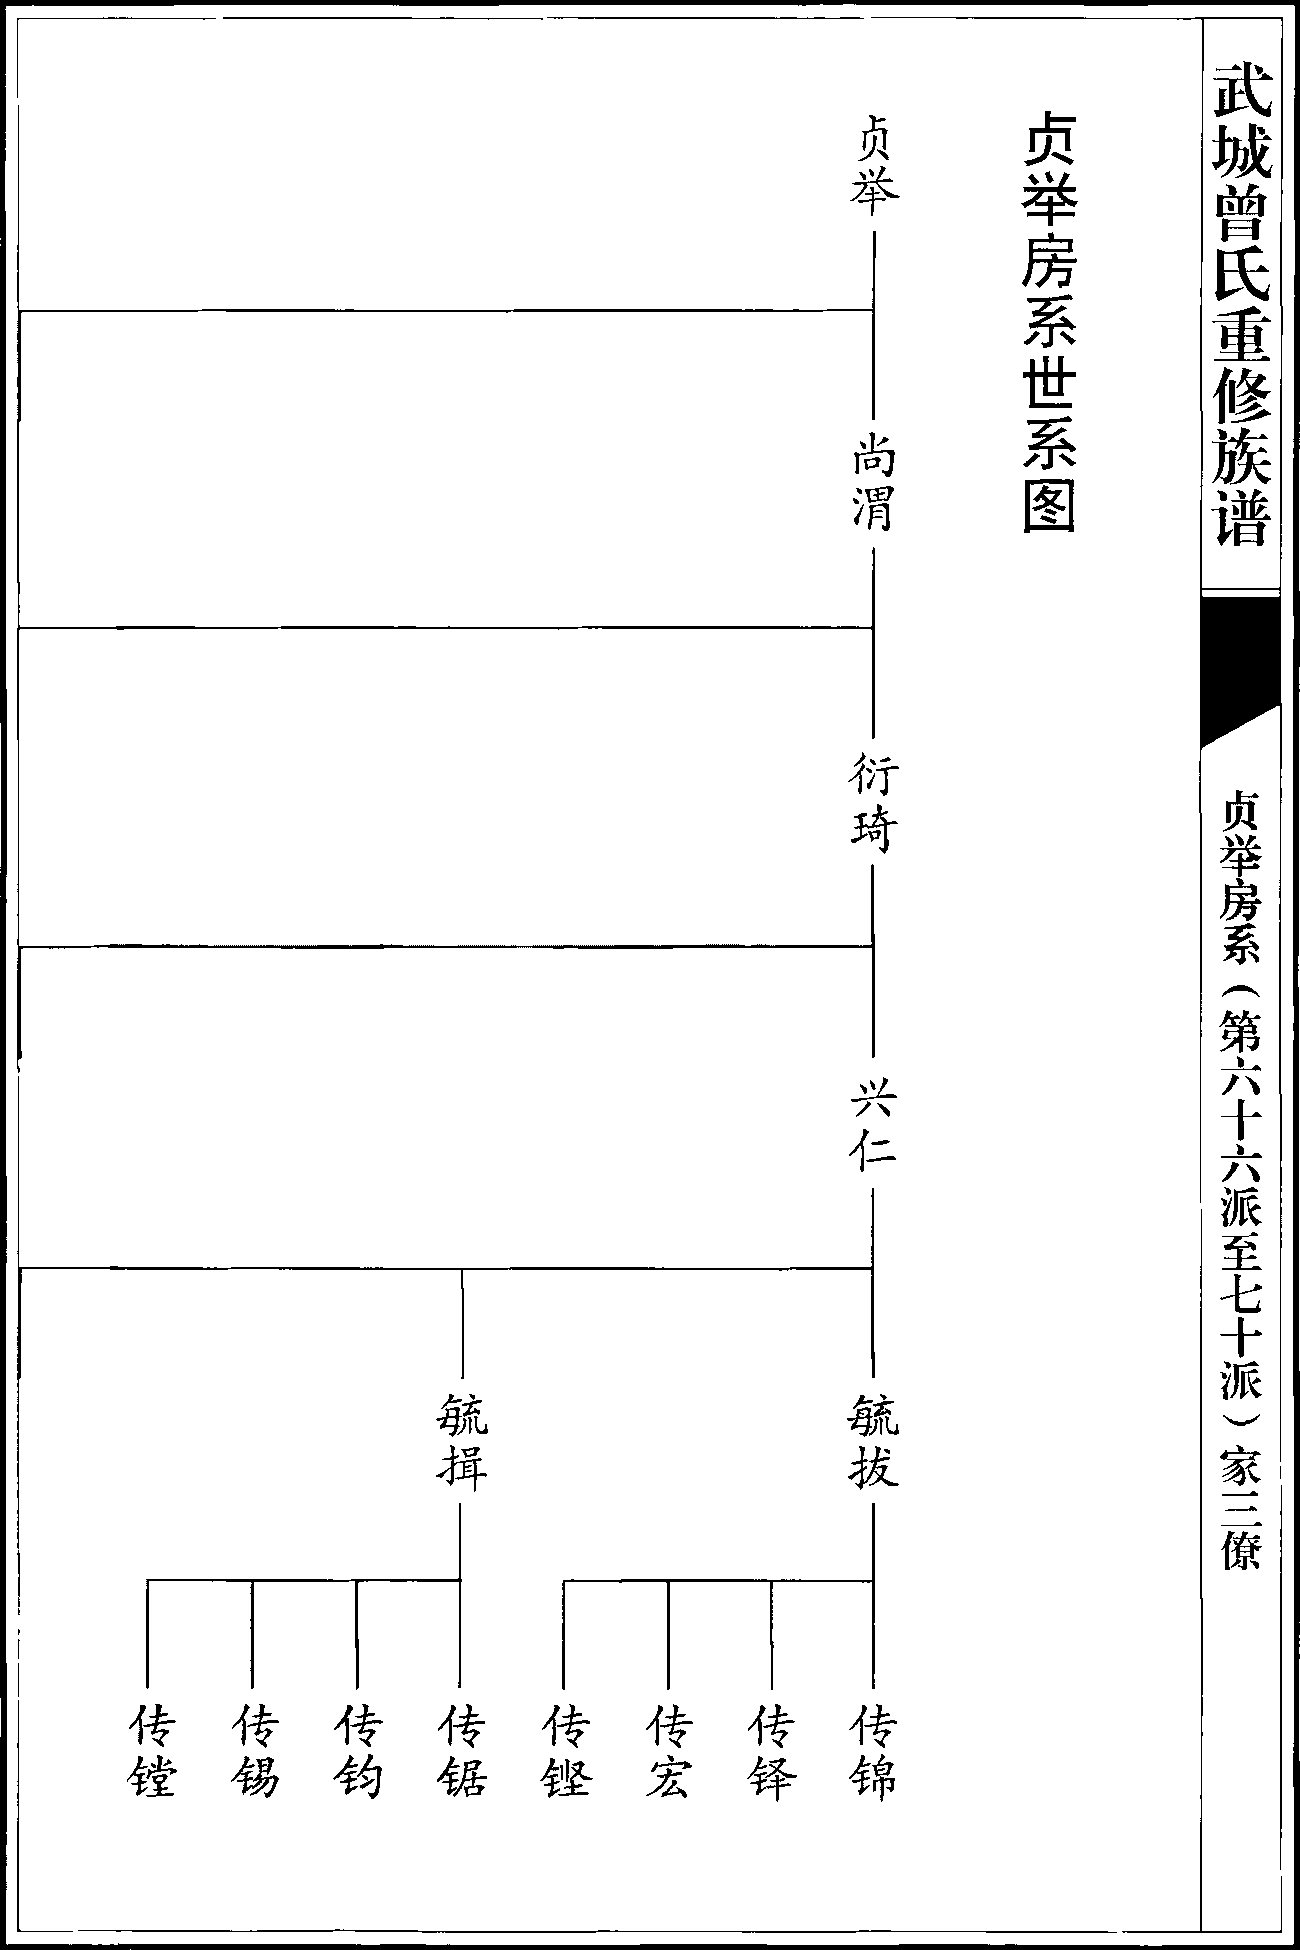 武城曾氏重修族谱
贞举房系（第六十六派至七十派）家三僚
贞举房系世系图
贞举
尚渭
衍琦
兴仁
毓拔
毓揖
传锦
传铎
传宏
传铿
传锯
传钧
传锡
传镗